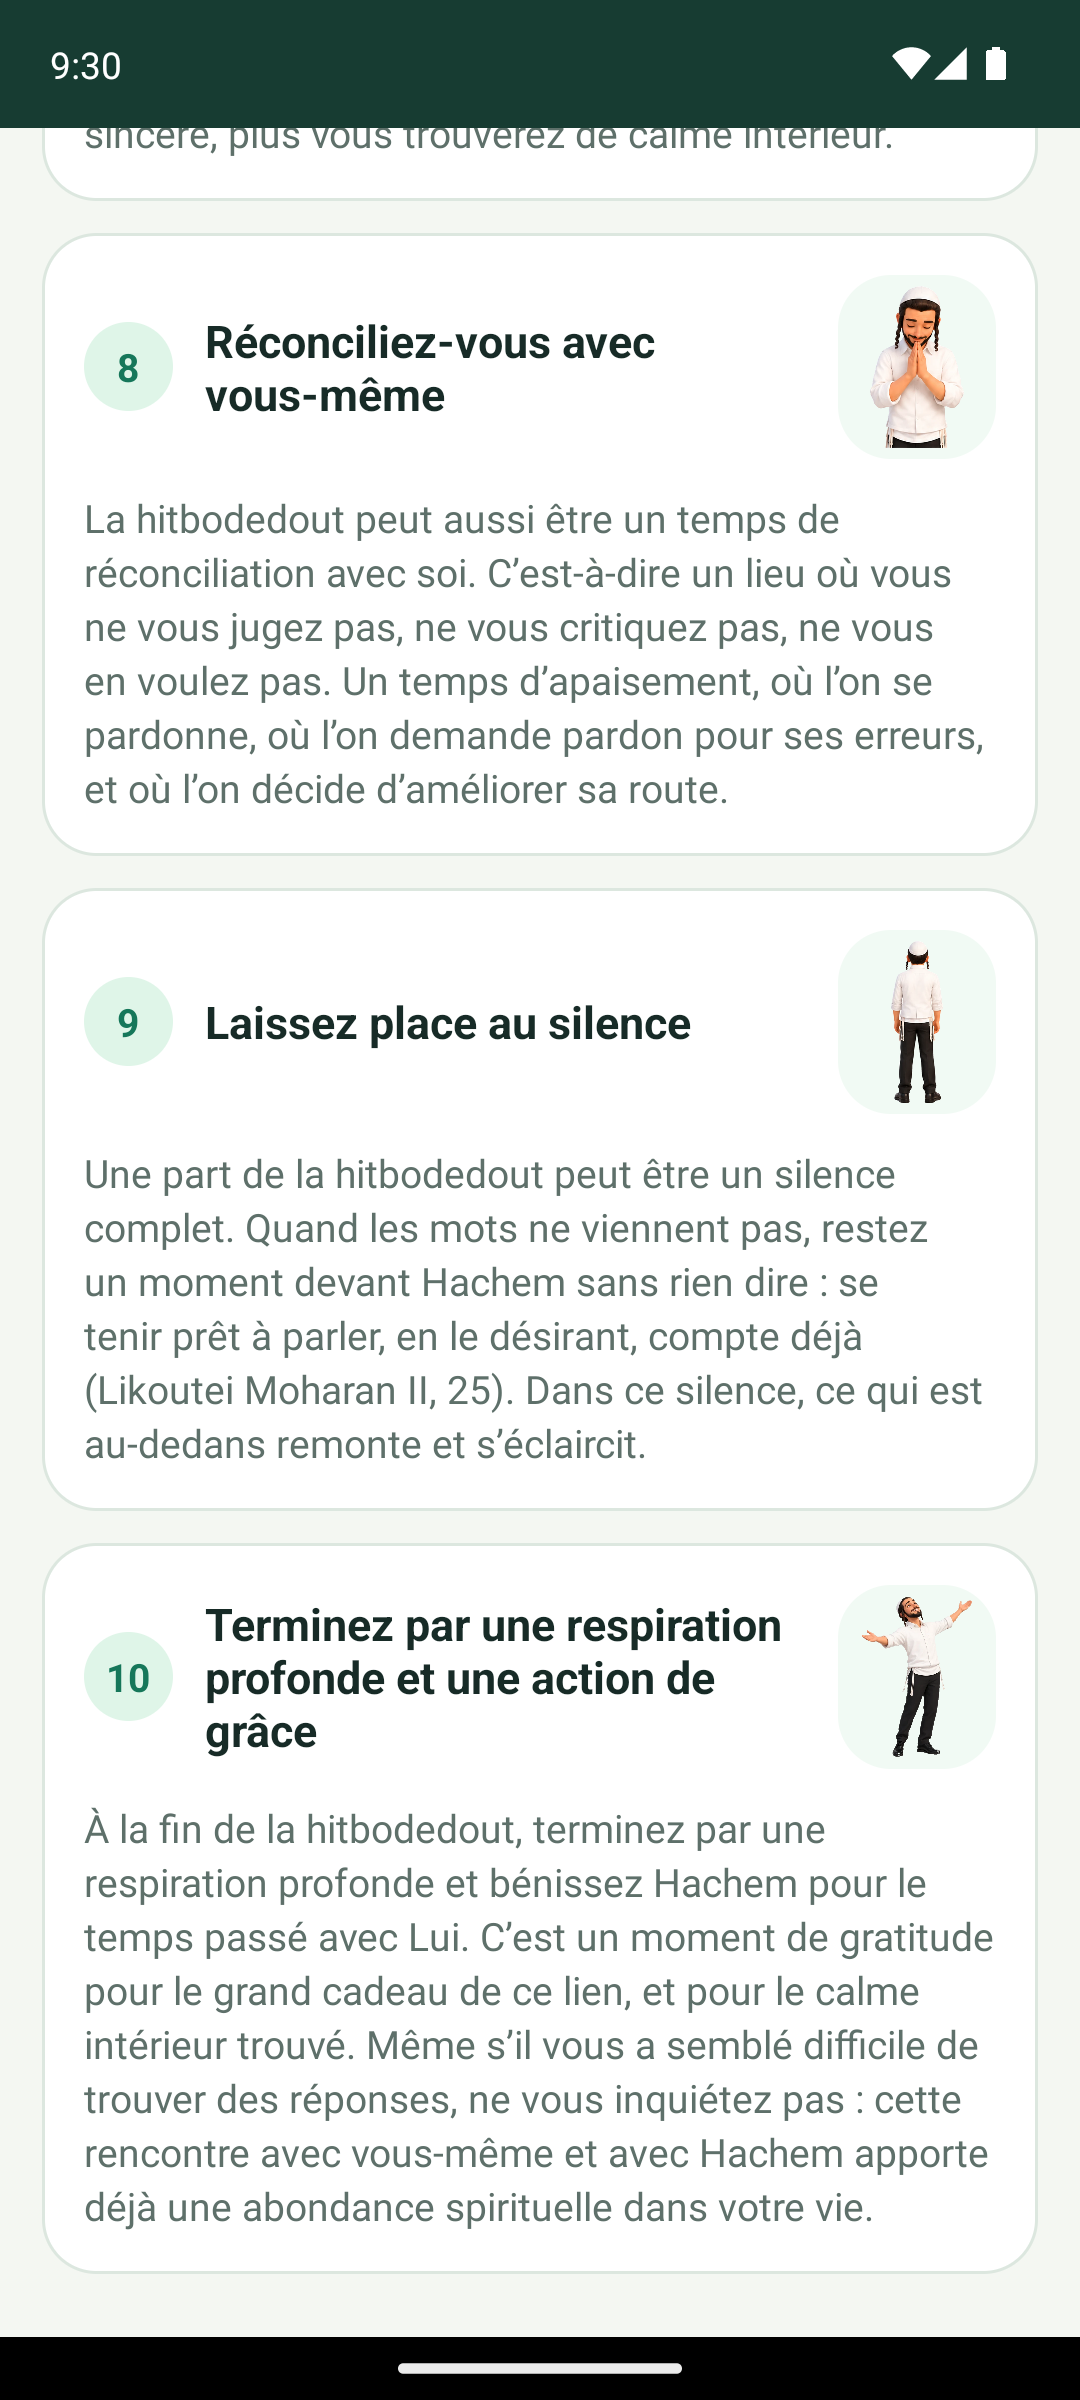 9:30
sincère, plus vous trouverez de calme intérieur.
8
Réconciliez-vous avec
vous-même
La hitbodedout peut aussi être un temps de
réconciliation avec soi. C’est-à-dire un lieu où vous
ne vous jugez pas, ne vous critiquez pas, ne vous
en voulez pas. Un temps d’apaisement, où l’on se
pardonne, où l’on demande pardon pour ses erreurs,
et où l’on décide d’améliorer sa route.
9
Laissez place au silence
Une part de la hitbodedout peut être un silence
complet. Quand les mots ne viennent pas, restez
un moment devant Hachem sans rien dire : se
tenir prêt à parler, en le désirant, compte déjà
(Likoutei Moharan II, 25). Dans ce silence, ce qui est
au-dedans remonte et s’éclaircit.
10
Terminez par une respiration
profonde et une action de
grâce
À la fin de la hitbodedout, terminez par une
respiration profonde et bénissez Hachem pour le
temps passé avec Lui. C’est un moment de gratitude
pour le grand cadeau de ce lien, et pour le calme
intérieur trouvé. Même s’il vous a semblé difficile de
trouver des réponses, ne vous inquiétez pas : cette
rencontre avec vous-même et avec Hachem apporte
déjà une abondance spirituelle dans votre vie.